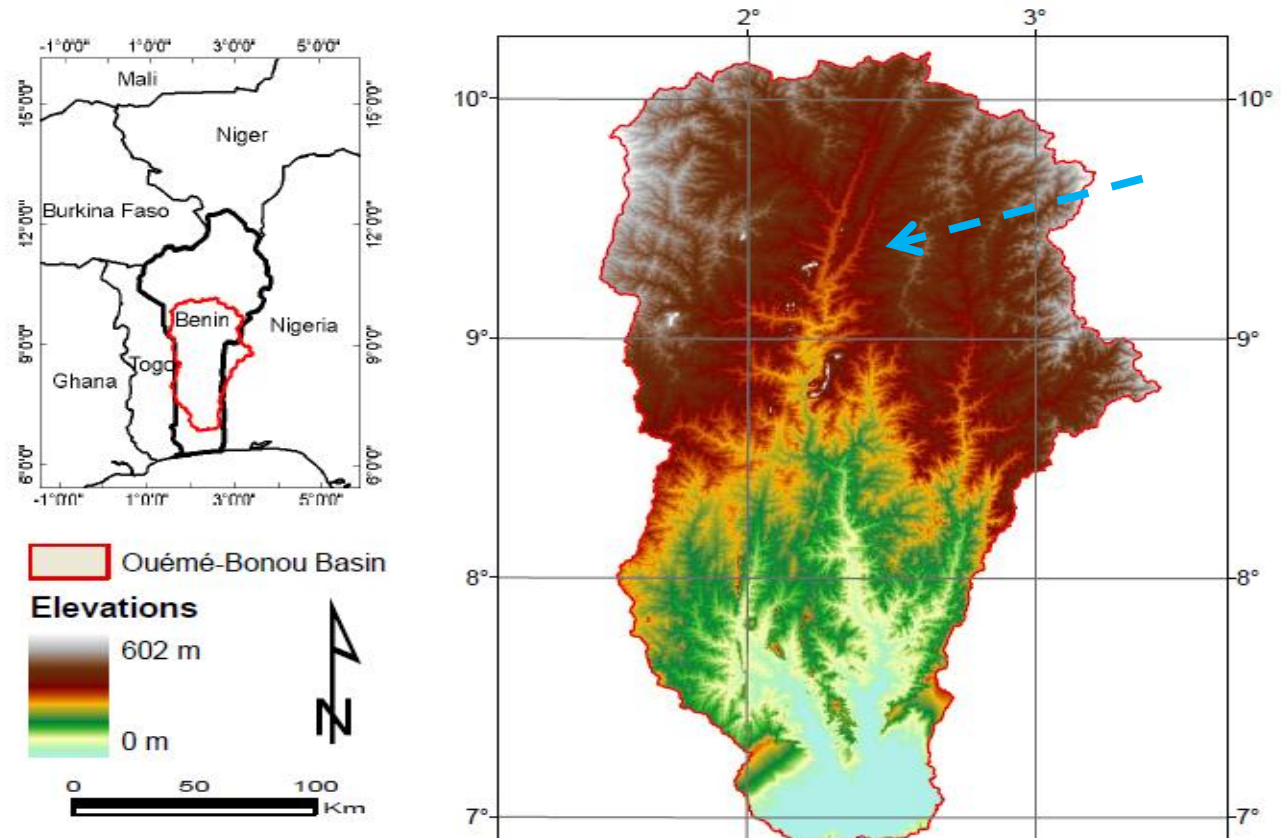 -1°0'0" 1°0'0" 3°0'0" 5°0'0"
Mali
15°0'0" 15°0'0"
Niger
Burkina Faso
12°0'0" 12°0'0"
Benin
Nigeria
9°0'0" 9°0'0"
Togo
Ghana
6°0'0" 6°0'0"
-1°0'0" 1°0'0" 3°0'0" 5°0'0"
Ouémé-Bonou Basin
Elevations
602 m
0 m
N
0 50 100
Km
2° 3°
10° 10°
9° 9°
8° 8°
7° 7°